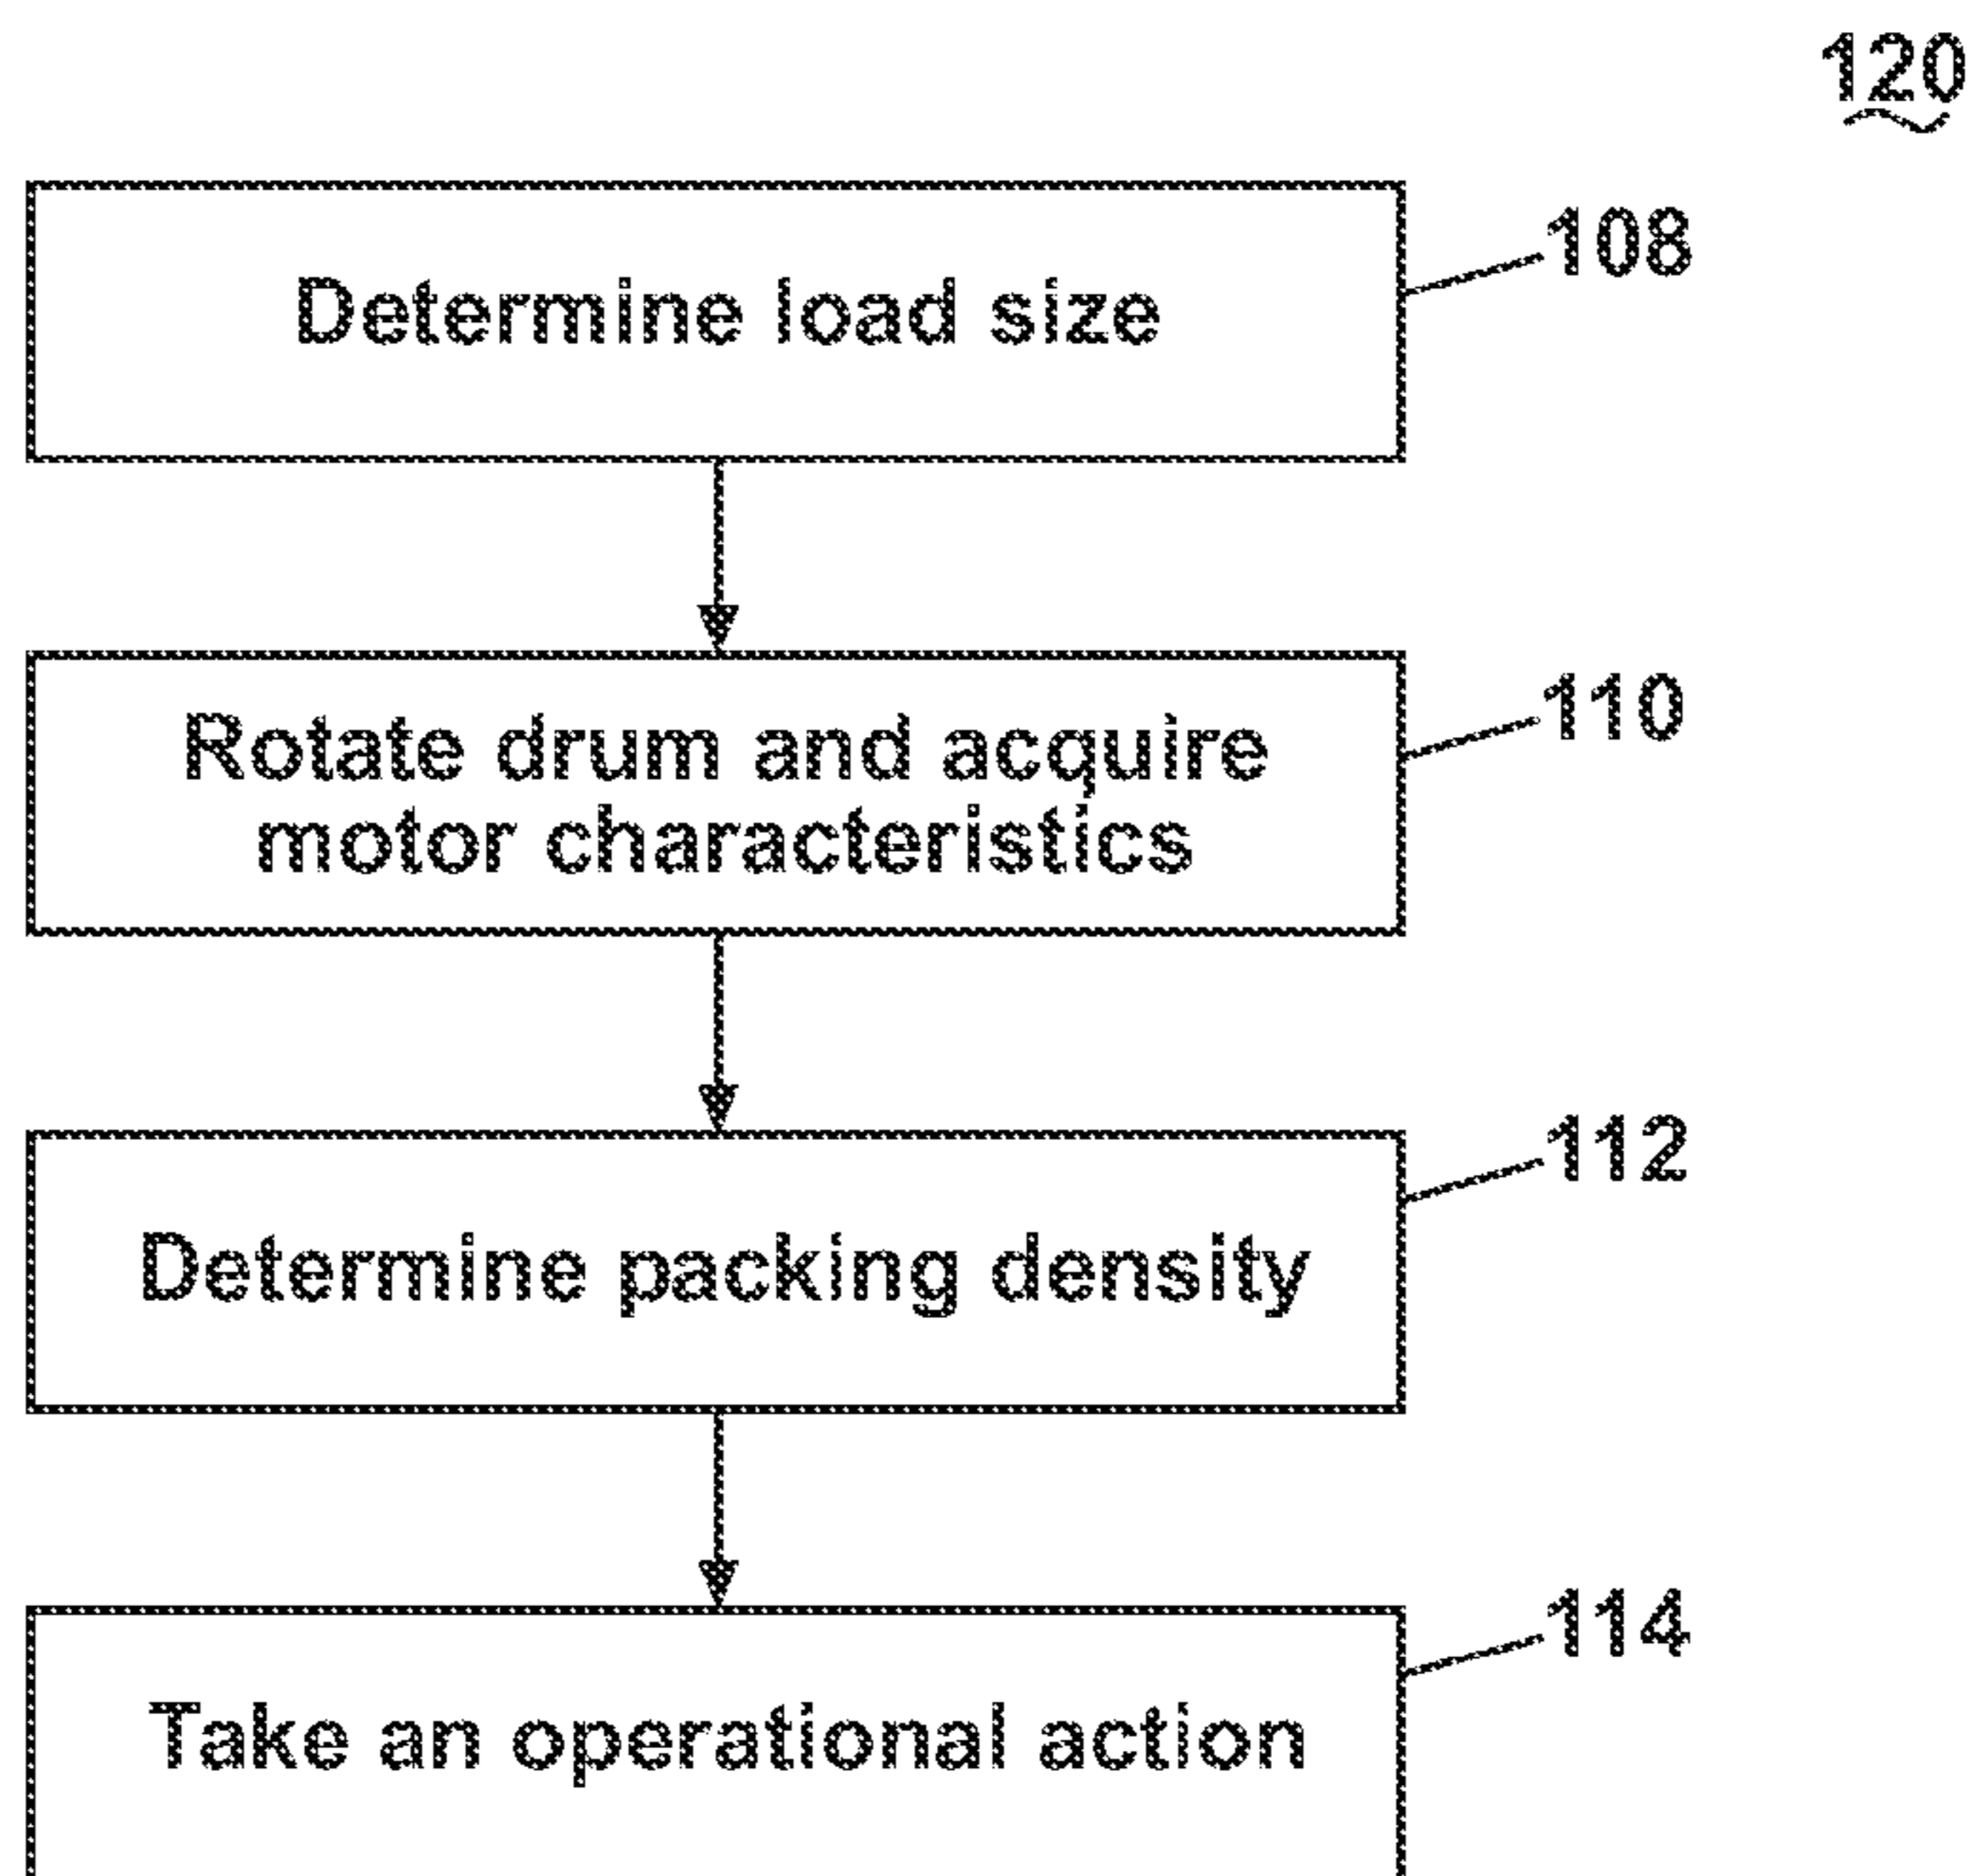 120
Determine load size
108
Rotate drum and acquire
motor characteristics
110
Determine packing density
112
Take an operational action
114